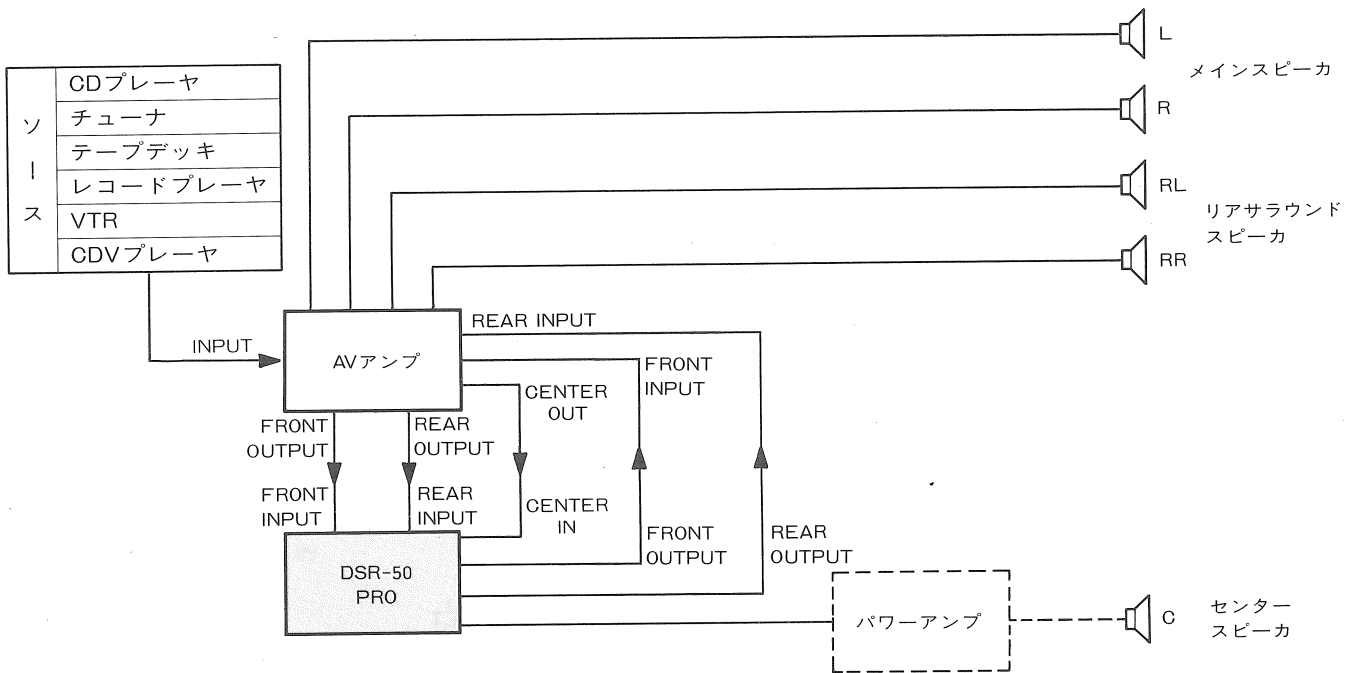 ソース
CDプレーヤ
チューナ
テープデッキ
レコードプレーヤ
VTR
CDVプレーヤ
L
R
メインスピーカ
RL
RR
リアサラウンド
スピーカ
INPUT
AVアンプ
REAR INPUT
FRONT
INPUT
CENTER
OUT
FRONT
OUTPUT
REAR
OUTPUT
FRONT
INPUT
REAR
INPUT
CENTER
IN
FRONT
OUTPUT
REAR
OUTPUT
DSR-50
PRO
パワーアンプ
C
センター
スピーカ